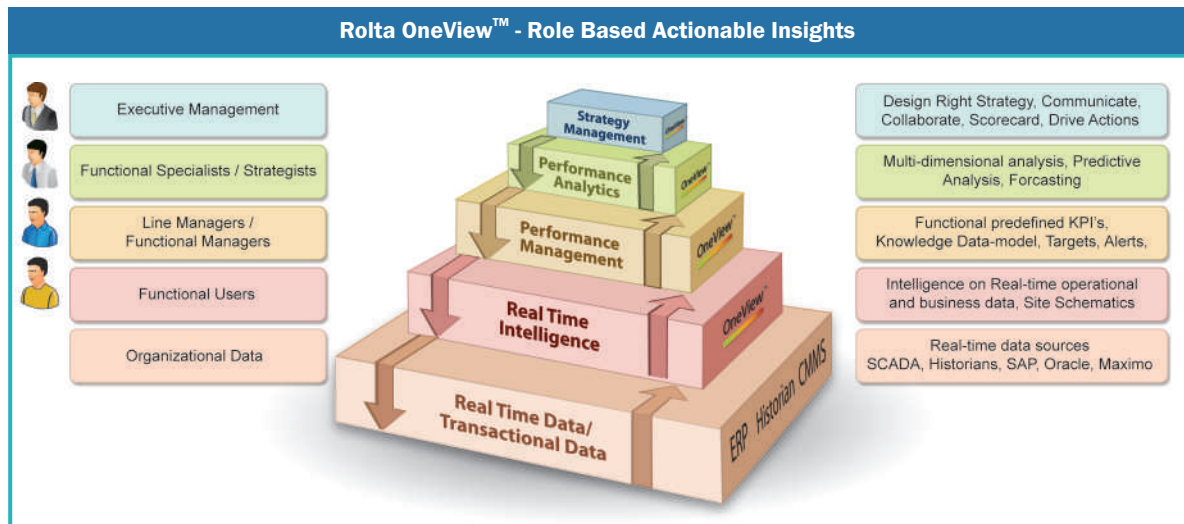 Rolta OneView™ - Role Based Actionable Insights
Executive Management
Functional Specialists / Strategists
Line Managers /
Functional Managers
Functional Users
Organizational Data
Strategy
Management
OneView
Performance
Analytics
OneView
Performance
Management
OneView™
Real Time
Intelligence
OneView™
Real Time Data/
Transactional Data
ERP Historian CMMS
Design Right Strategy, Communicate,
Collaborate, Scorecard, Drive Actions
Multi-dimensional analysis, Predictive
Analysis, Forcasting
Functional predefined KPI's,
Knowledge Data-model, Targets, Alerts,
Intelligence on Real-time operational
and business data, Site Schematics
Real-time data sources
SCADA, Historians, SAP, Oracle, Maximo